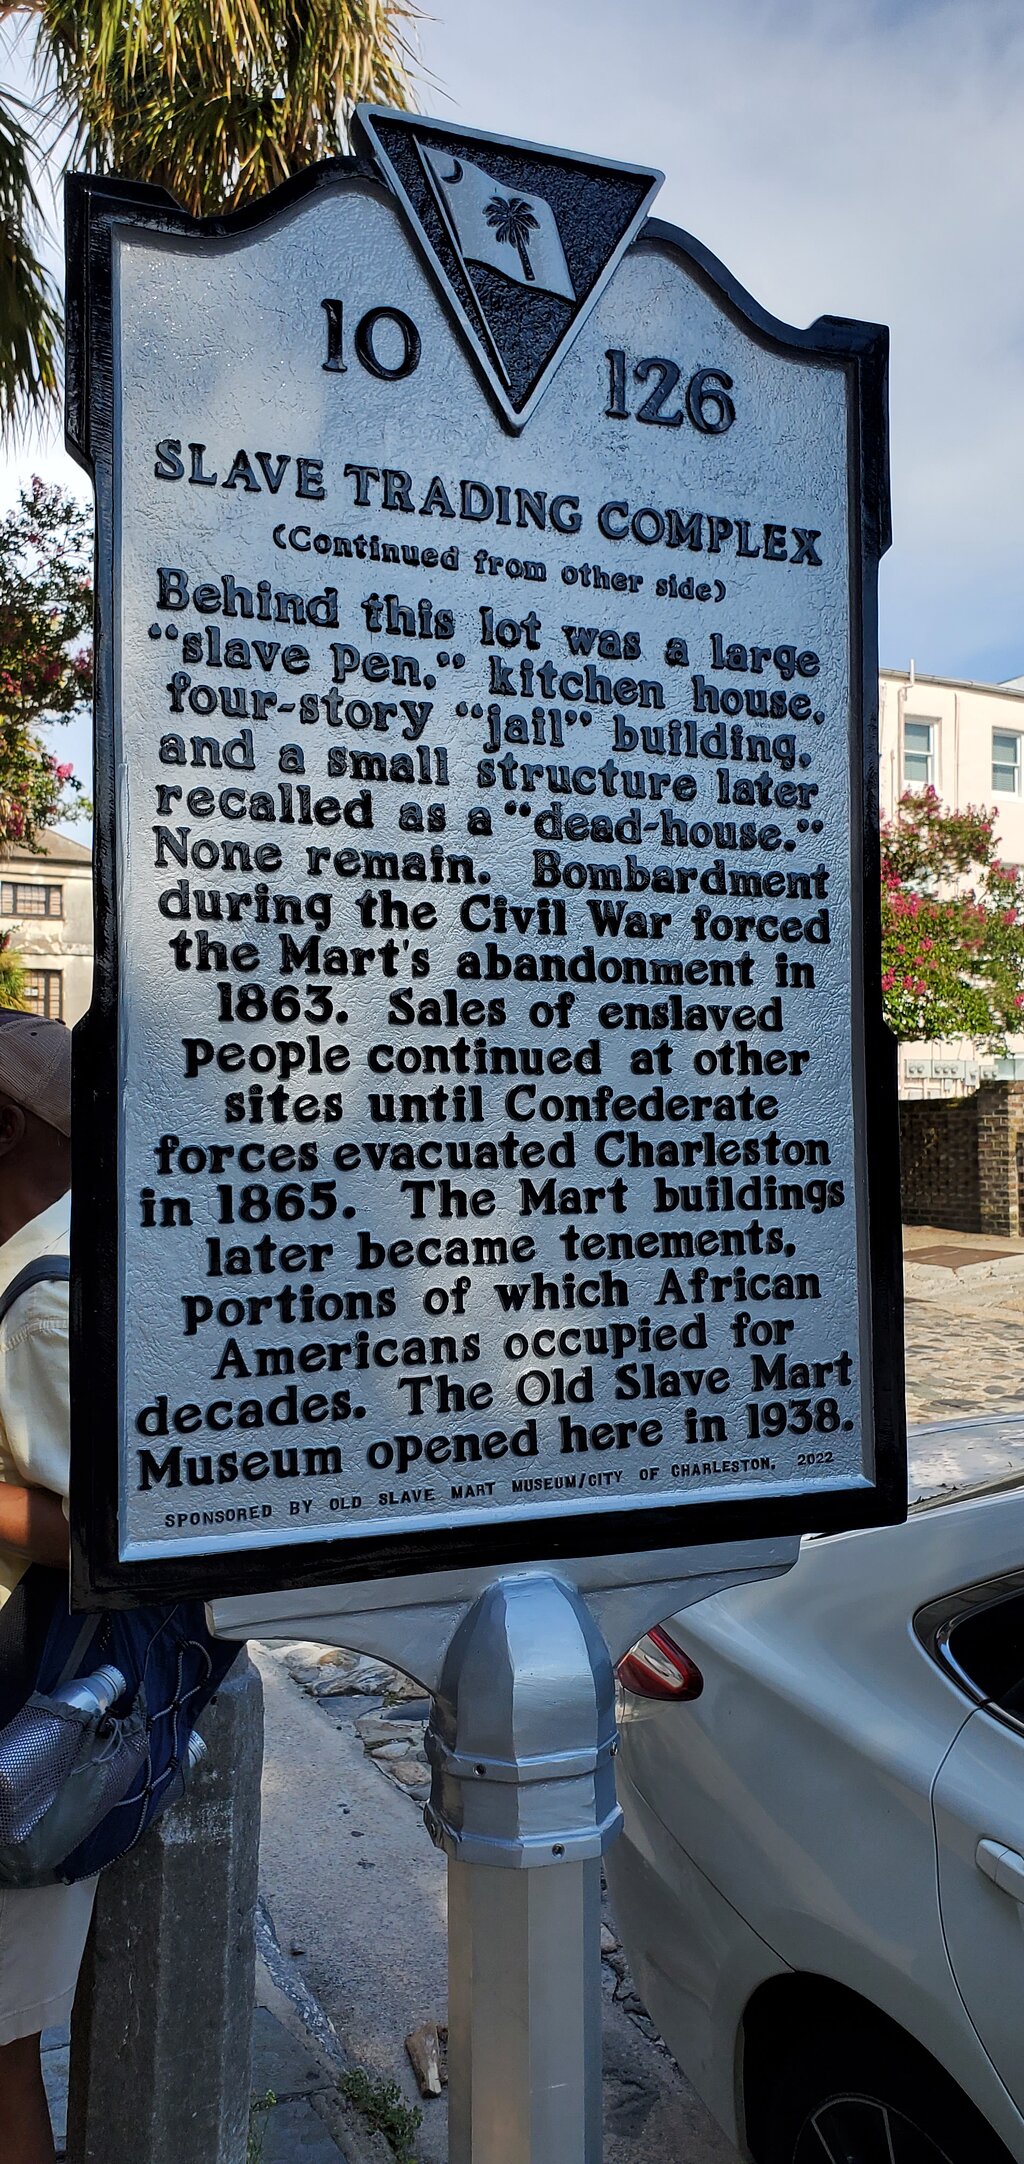 10 126
SLAVE TRADING COMPLEX
(Continued from other side)
Behind this lot was a large
"slave pen," kitchen house,
four-story "jail" building,
and a small structure later
recalled as a "dead-house."
None remain. Bombardment
during the Civil War forced
the Mart's abandonment in
1863. Sales of enslaved
people continued at other
sites until Confederate
forces evacuated Charleston
in 1865. The Mart buildings
later became tenements,
portions of which African
Americans occupied for
decades. The Old Slave Mart
Museum opened here in 1938.
SPONSORED BY OLD SLAVE MART MUSEUM/CITY OF CHARLESTON, 2022